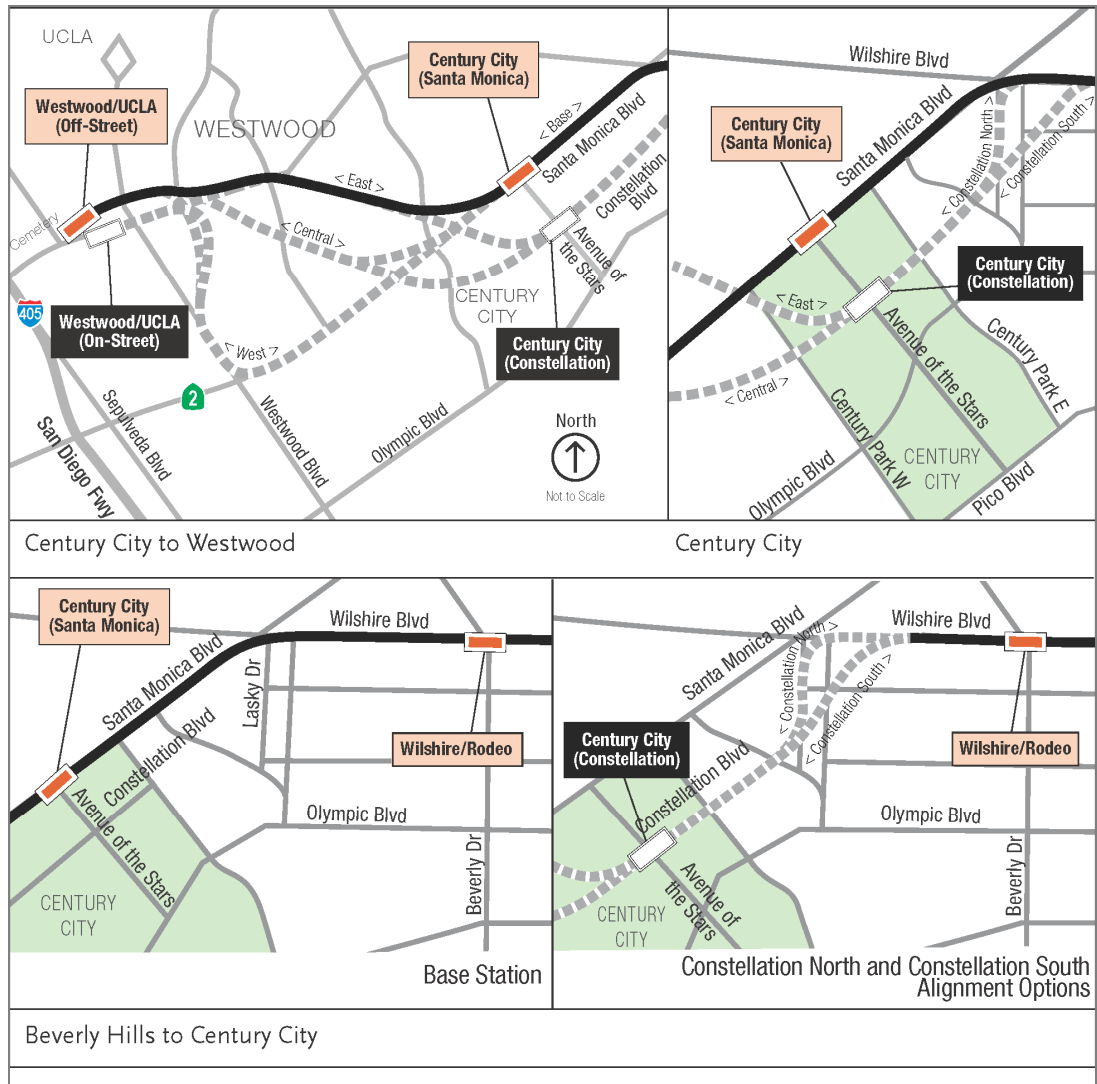 UCLA
Westwood/UCLA
(Off-Street)
WESTWOOD
Century City
(Santa Monica)
< Base >
Santa Monica Blvd
Constellation
Blvd
< East >
< Central >
Cemetery
Avenue of
the Stars
CENTURY
CITY
405
Westwood/UCLA
(On-Street)
< West >
Century City
(Constellation)
2
Sepulveda Blvd
San Diego Fwy
Westwood Blvd
Olympic Blvd
North
Not to Scale
Century City to Westwood
Wilshire Blvd
Santa Monica Blvd
Century City
(Santa Monica)
< Constellation North >
< Constellation South >
Century City
(Constellation)
< East >
< Central >
Avenue of the Stars
Century Park E
Century Park W
CENTURY
CITY
Olympic Blvd
Pico Blvd
Century City
Century City
(Santa Monica)
Wilshire Blvd
Santa Monica Blvd
Lasky Dr
Constellation Blvd
Wilshire/Rodeo
Avenue of the Stars
Olympic Blvd
Beverly Dr
CENTURY
CITY
Base Station
Wilshire Blvd
Santa Monica Blvd
< Constellation North >
< Constellation South >
Century City
(Constellation)
Constellation Blvd
Wilshire/Rodeo
Olympic Blvd
Avenue of
the Stars
Beverly Dr
CENTURY
CITY
Constellation North and Constellation South
Alignment Options
Beverly Hills to Century City